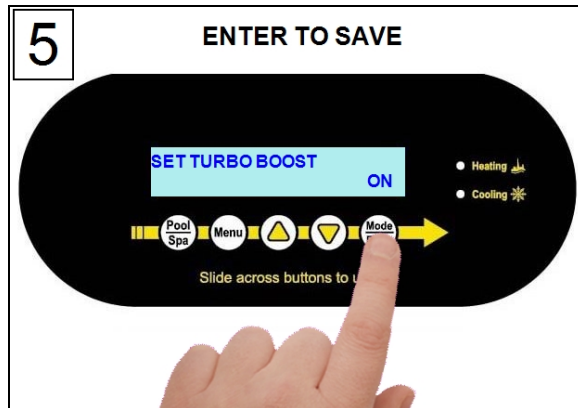 5
ENTER TO SAVE
SET TURBO BOOST
ON
Heating
Cooling
Pool
Spa
Menu
Mode
Slide across buttons to